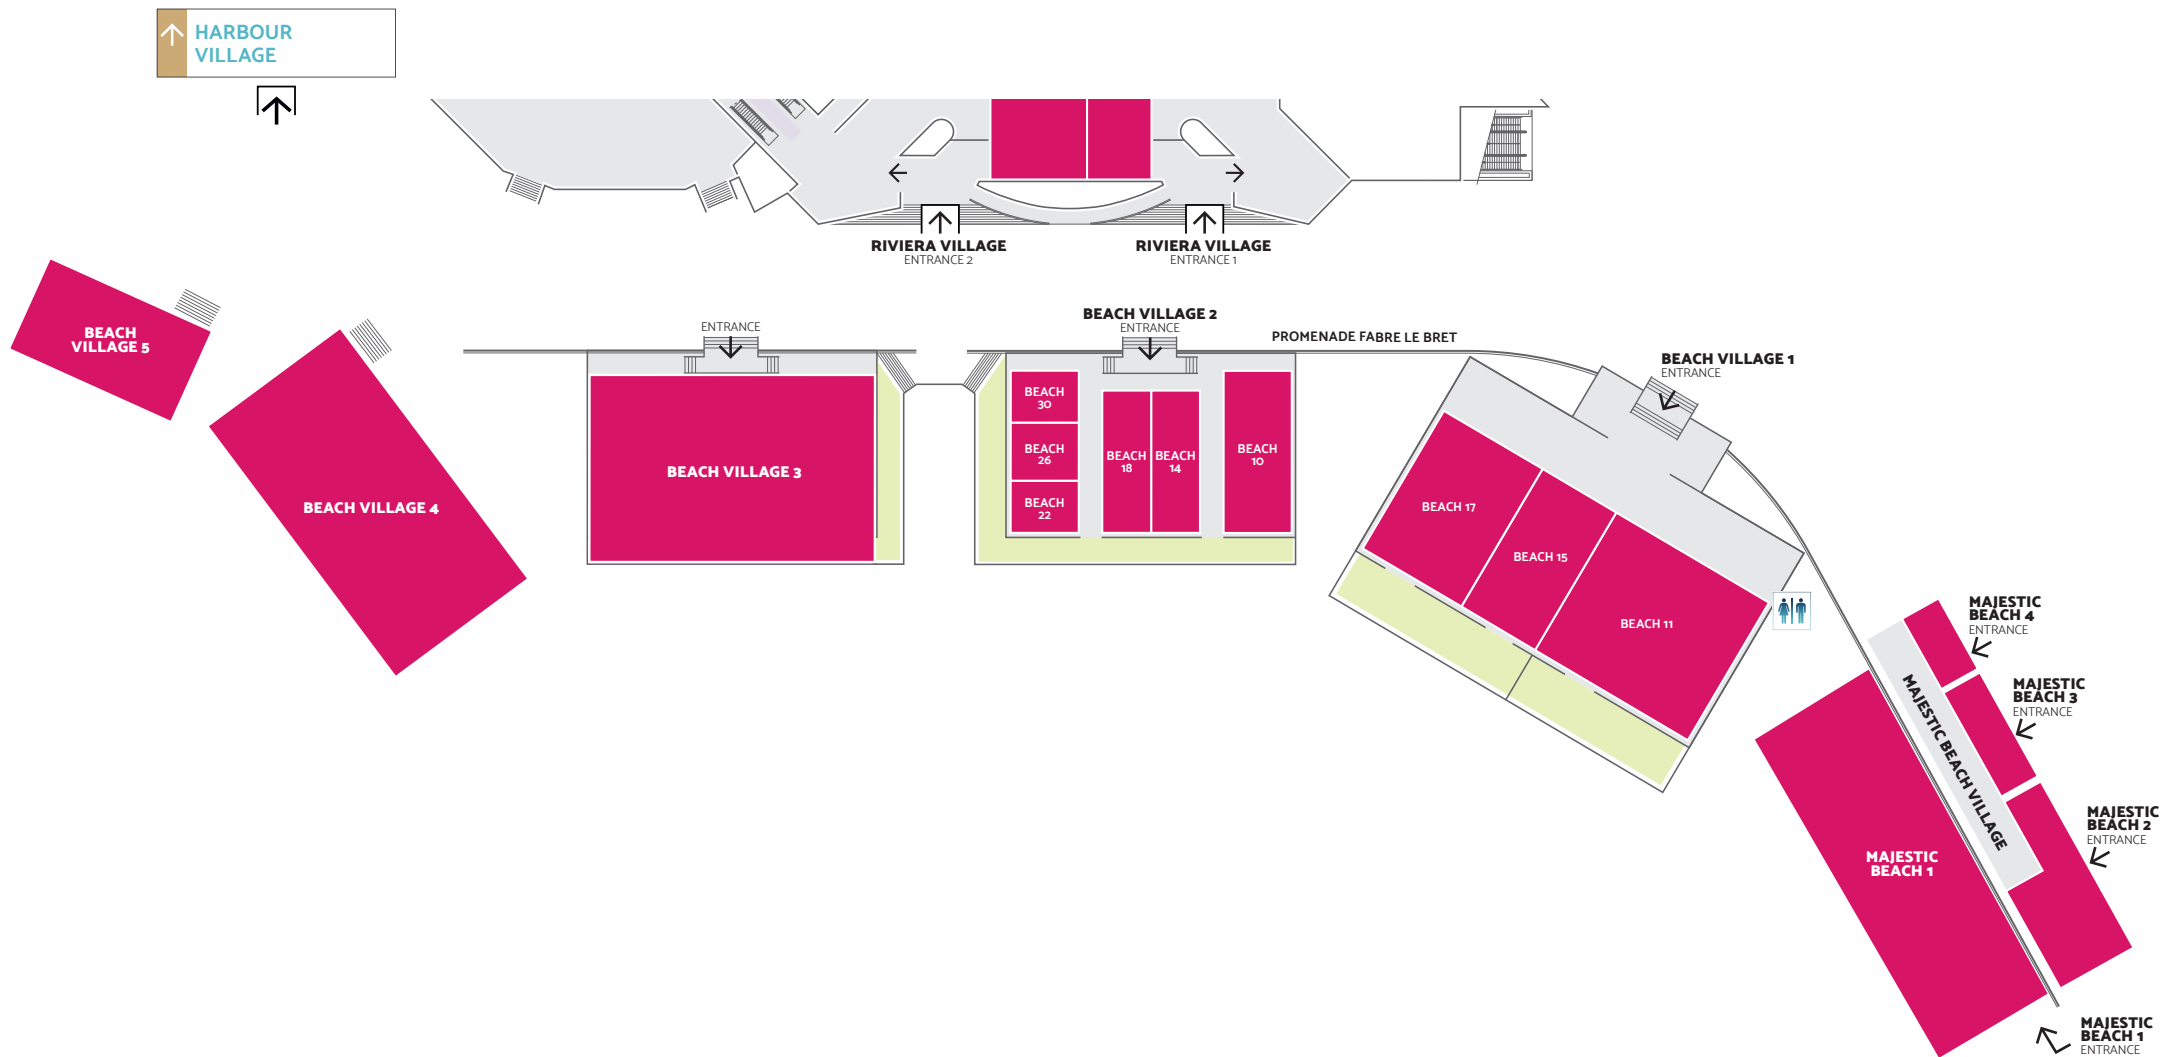 HARBOUR
VILLAGE
RIVIERA VILLAGE
ENTRANCE 2
RIVIERA VILLAGE
ENTRANCE 1
BEACH
VILLAGE 5
BEACH VILLAGE 4
ENTRANCE
BEACH VILLAGE 3
BEACH VILLAGE 2
ENTRANCE
BEACH
30
BEACH
26
BEACH
22
BEACH
18
BEACH
14
BEACH
10
PROMENADE FABRE LE BRET
BEACH VILLAGE 1
ENTRANCE
BEACH 17
BEACH 15
BEACH 11
MAJESTIC
BEACH 4
ENTRANCE
MAJESTIC
BEACH 3
ENTRANCE
MAJESTIC BEACH VILLAGE
MAJESTIC
BEACH 2
ENTRANCE
MAJESTIC
BEACH 1
MAJESTIC
BEACH 1
ENTRANCE